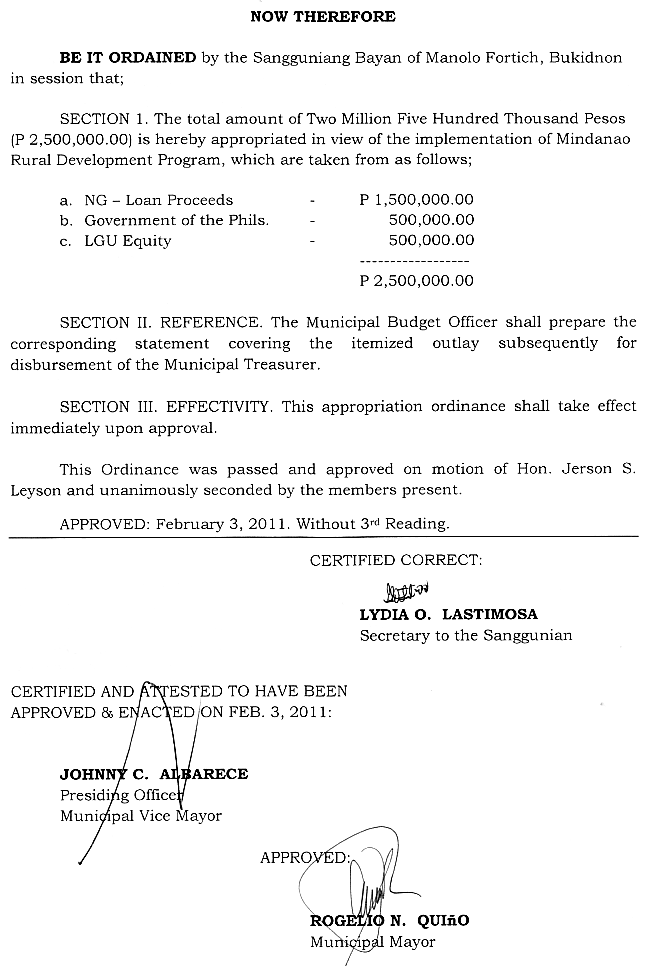 NOW THEREFORE
BE IT ORDAINED by the Sangguniang Bayan of Manolo Fortich, Bukidnon
in session that;
SECTION 1. The total amount of Two Million Five Hundred Thousand Pesos
(P 2,500,000.00) is hereby appropriated in view of the implementation of Mindanao
Rural Development Program, which are taken from as follows;
a. NG – Loan Proceeds - P 1,500,000.00
b. Government of the Phils. - 500,000.00
c. LGU Equity - 500,000.00
------------------
P 2,500,000.00
SECTION II. REFERENCE. The Municipal Budget Officer shall prepare the
corresponding statement covering the itemized outlay subsequently for
disbursement of the Municipal Treasurer.
SECTION III. EFFECTIVITY. This appropriation ordinance shall take effect
immediately upon approval.
This Ordinance was passed and approved on motion of Hon. Jerson S.
Leyson and unanimously seconded by the members present.
APPROVED: February 3, 2011. Without 3rd Reading.
CERTIFIED CORRECT:
LYDIA O. LASTIMOSA
Secretary to the Sanggunian
CERTIFIED AND ATTESTED TO HAVE BEEN
APPROVED & ENACTED ON FEB. 3, 2011:
JOHNNY C. ALBARECE
Presiding Officer
Municipal Vice Mayor
APPROVED:
ROGELIO N. QUIñO
Municipal Mayor